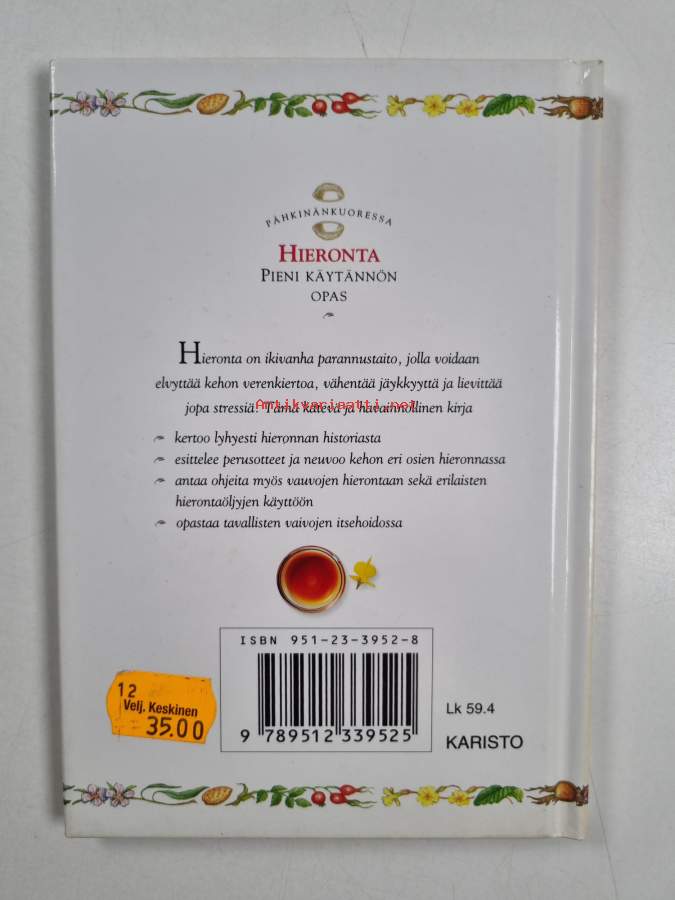 PÄHKINÄNKUORESSA
HIERONTA
PIENI KÄYTÄNNÖN
OPAS
Hieronta on ikivanha parannustaito, jolla voidaan
elvyttää kehon verenkiertoa, vähentää jäykkyyttä ja lievittää
jopa stressiä. Tämä kätevä ja havainnollinen kirja
Antikvariaatti.net
kertoo lyhyesti hieronnan historiasta
esittelee perusotteet ja neuvoo kehon eri osien hieronnassa
antaa ohjeita myös vauvojen hierontaan sekä erilaisten
hierontaöljyjen käyttöön
opastaa tavallisten vaivojen itsehoidossa
ISBN 951-23-3952-8
9 789512 339525
12
Velj. Keskinen
35.00
Lk 59.4
KARISTO